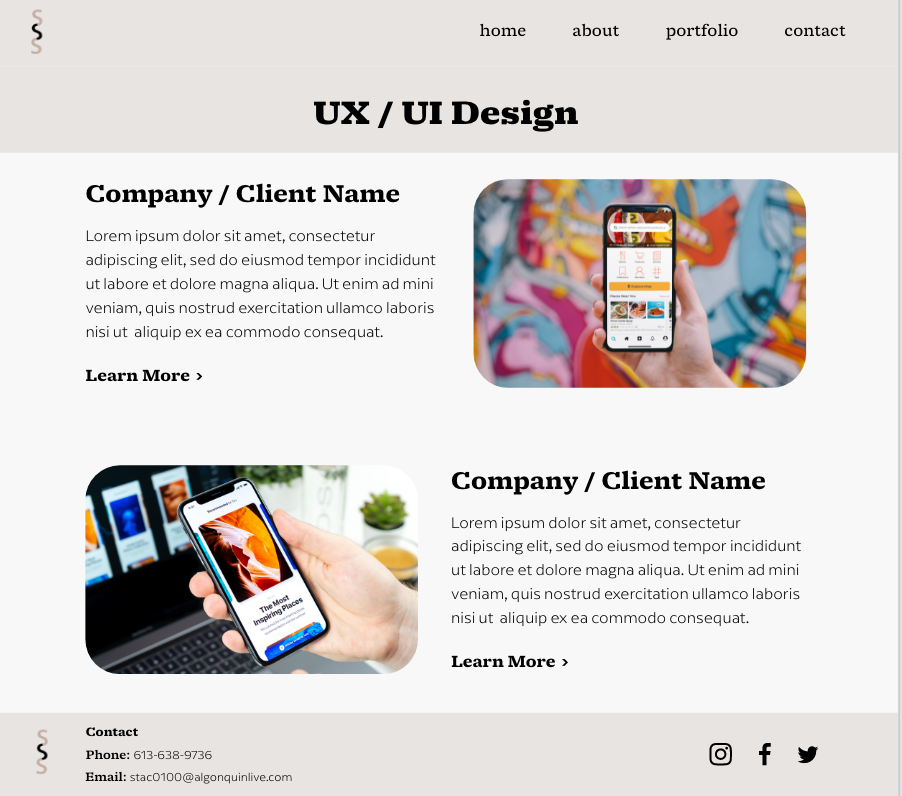 home about portfolio contact
UX / UI Design
Company / Client Name
Lorem ipsum dolor sit amet, consectetur
adipiscing elit, sed do eiusmod tempor incididunt
ut labore et dolore magna aliqua. Ut enim ad mini
veniam, quis nostrud exercitation ullamco laboris
nisi ut  aliquip ex ea commodo consequat.
Learn More ›
The Most
Inspiring Places
Company / Client Name
Lorem ipsum dolor sit amet, consectetur
adipiscing elit, sed do eiusmod tempor incididunt
ut labore et dolore magna aliqua. Ut enim ad mini
veniam, quis nostrud exercitation ullamco laboris
nisi ut  aliquip ex ea commodo consequat.
Learn More ›
Contact
Phone: 613-638-9736
Email: stac0100@algonquinlive.com